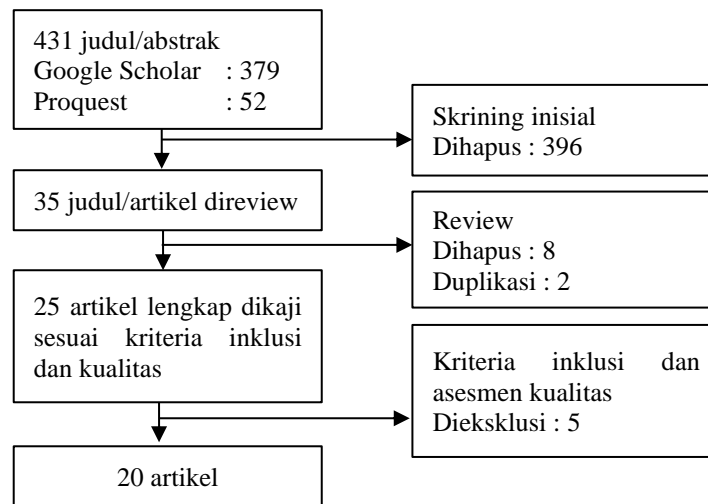 431 judul/abstrak
Google Scholar : 379
Proquest : 52
Skrining inisial
Dihapus : 396
35 judul/artikel direview
Review
Dihapus : 8
Duplikasi : 2
25 artikel lengkap dikaji
sesuai kriteria inklusi
dan kualitas
Kriteria inklusi dan
asesmen kualitas
Dieksklusi : 5
20 artikel